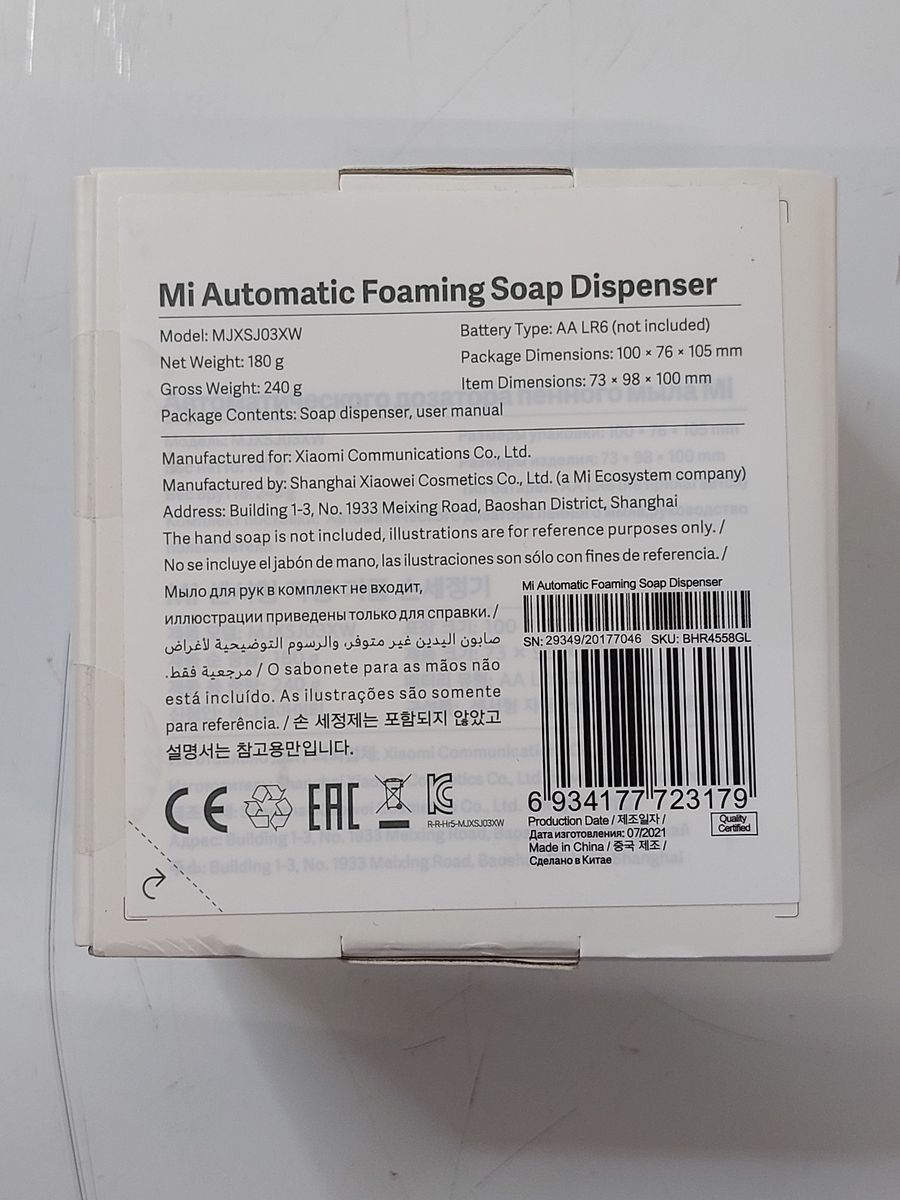 Mi Automatic Foaming Soap Dispenser
Model: MJXSJ03XW
Net Weight: 180 g
Gross Weight: 240 g
Package Contents: Soap dispenser, user manual
Battery Type: AA LR6 (not included)
Package Dimensions: 100 × 76 × 105 mm
Item Dimensions: 73 × 98 × 100 mm
Manufactured for: Xiaomi Communications Co., Ltd.
Manufactured by: Shanghai Xiaowei Cosmetics Co., Ltd. (a Mi Ecosystem company)
Address: Building 1-3, No. 1933 Meixing Road, Baoshan District, Shanghai
The hand soap is not included, illustrations are for reference purposes only. /
No se incluye el jabón de mano, las ilustraciones son sólo con fines de referencia. /
Мыло для рук в комплект не входит,
иллюстрации приведены только для справки. /
صابون اليدين غير متوفر، والرسوم التوضيحية لأغراض
مرجعية فقط. / O sabonete para as mãos não
está incluído. As ilustrações são somente
para referência. / 손 세정제는 포함되지 않았고
설명서는 참고용만입니다.
Mi Automatic Foaming Soap Dispenser
SN: 29349/20177046 SKU: BHR4558GL
6 934177 723179
Production Date / 제조일자 /
Дата изготовления: 07/2021
Made in China / 중국 제조 /
Сделано в Китае
Quality
Certified
CE
EAC
R-R-Hr5-MJXSJ03XW